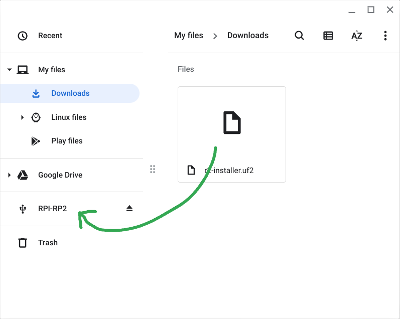 Recent
My files
Downloads
Linux files
Play files
Google Drive
RPI-RP2
Trash
My files > Downloads
AZ
Files
-installer.uf2